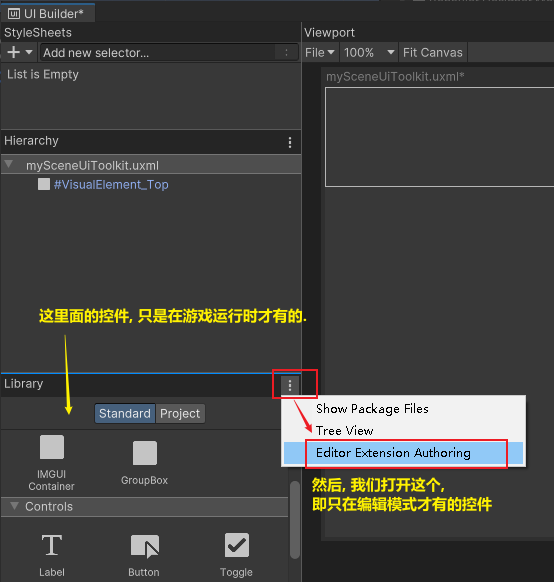 UI Builder*
StyleSheets
Add new selector...
List is Empty
Viewport
File
100%
Fit Canvas
mySceneUiToolkit.uxml*
Hierarchy
mySceneUiToolkit.uxml
#VisualElement_Top
这里面的控件, 只是在游戏运行时才有的.
Library
Standard
Project
IMGUI
Container
GroupBox
Controls
Label
Button
Toggle
Show Package Files
Tree View
Editor Extension Authoring
然后, 我们打开这个,
即只在编辑模式才有的控件